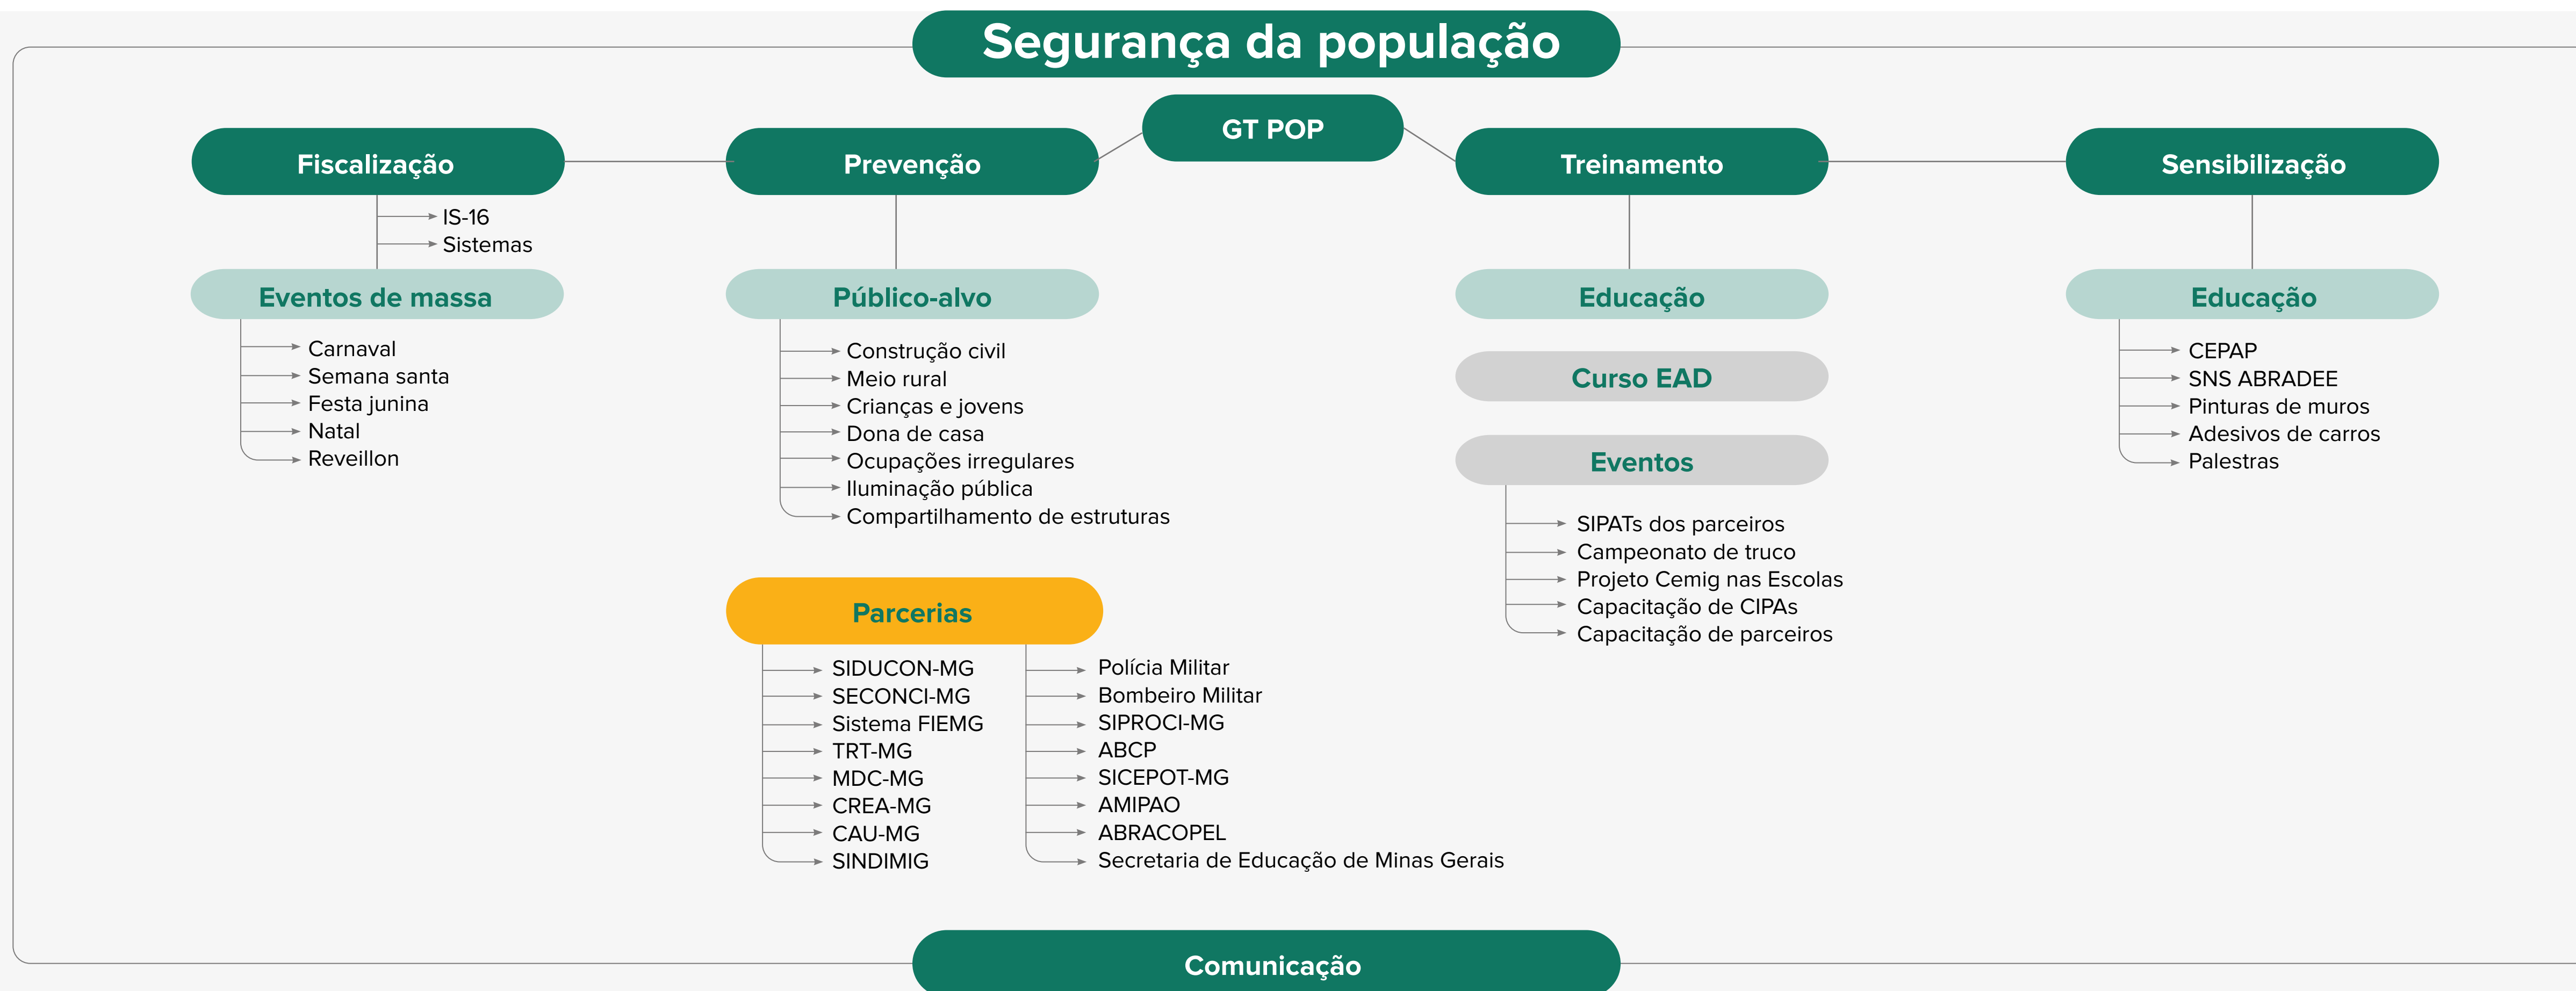 Segurança da população
GT POP
Fiscalização
IS-16
Sistemas
Eventos de massa
Carnaval
Semana santa
Festa junina
Natal
Reveillon
Prevenção
Público-alvo
Construção civil
Meio rural
Crianças e jovens
Dona de casa
Ocupações irregulares
Iluminação pública
Compartilhamento de estruturas
Parcerias
SIDUCON-MG
SECONCI-MG
Sistema FIEMG
TRT-MG
MDC-MG
CREA-MG
CAU-MG
SINDIMIG
Polícia Militar
Bombeiro Militar
SIPROCI-MG
ABCP
SICEPOT-MG
AMIPAO
ABRACOPEL
Secretaria de Educação de Minas Gerais
Treinamento
Educação
Curso EAD
Eventos
SIPATs dos parceiros
Campeonato de truco
Projeto Cemig nas Escolas
Capacitação de CIPAs
Capacitação de parceiros
Sensibilização
Educação
CEPAP
SNS ABRADEE
Pinturas de muros
Adesivos de carros
Palestras
Comunicação